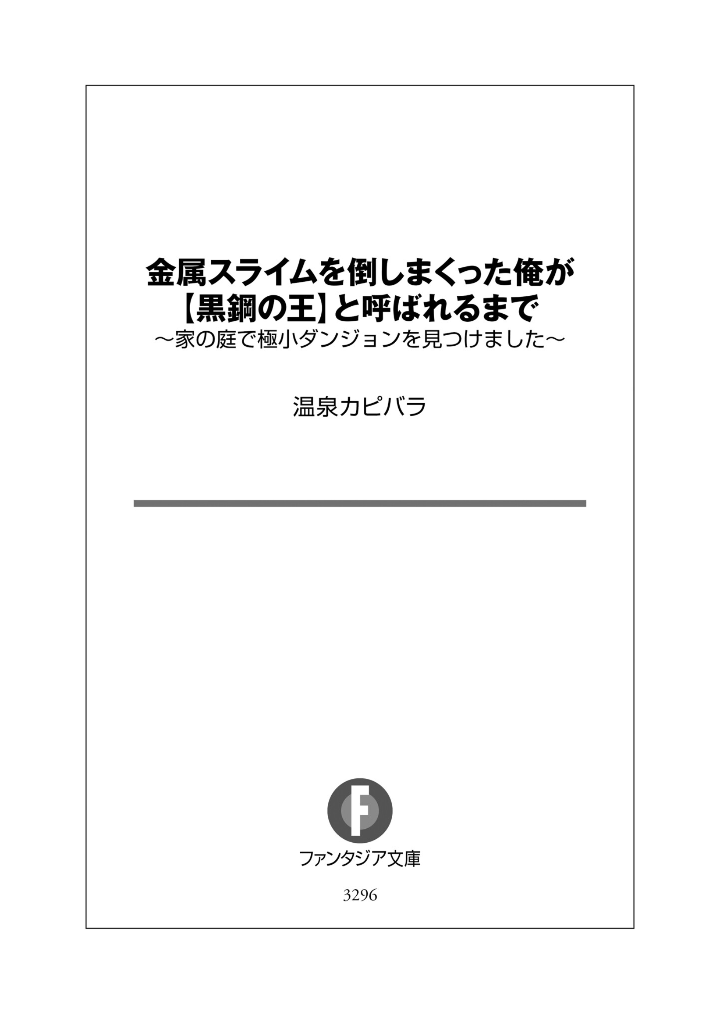 金属スライムを倒しまくった俺が
【黒鋼の王】と呼ばれるまで
～家の庭で極小ダンジョンを見つけました～
温泉カピバラ
F
ファンタジア文庫
3296